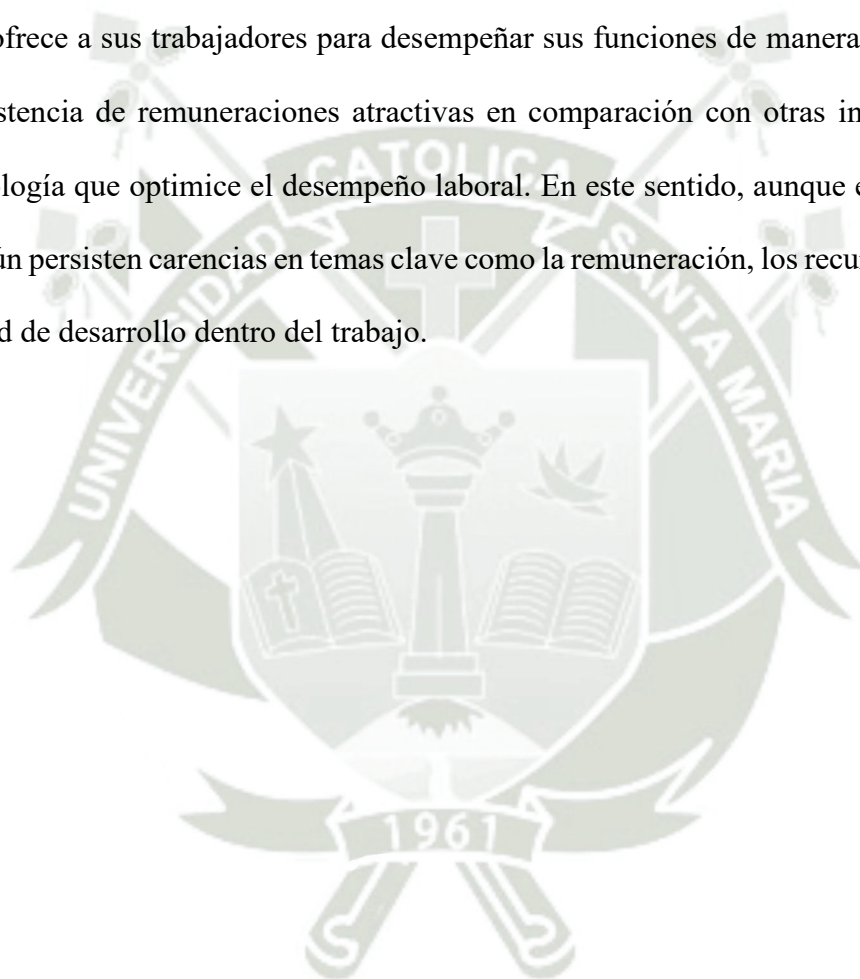 ofrece a sus trabajadores para desempeñar sus funciones de manera
stencia de remuneraciones atractivas en comparación con otras in
ología que optimice el desempeño laboral. En este sentido, aunque e
ún persisten carencias en temas clave como la remuneración, los recu
d de desarrollo dentro del trabajo.
UNIVERSIDAD CATOLICA SANTA MARIA
1961